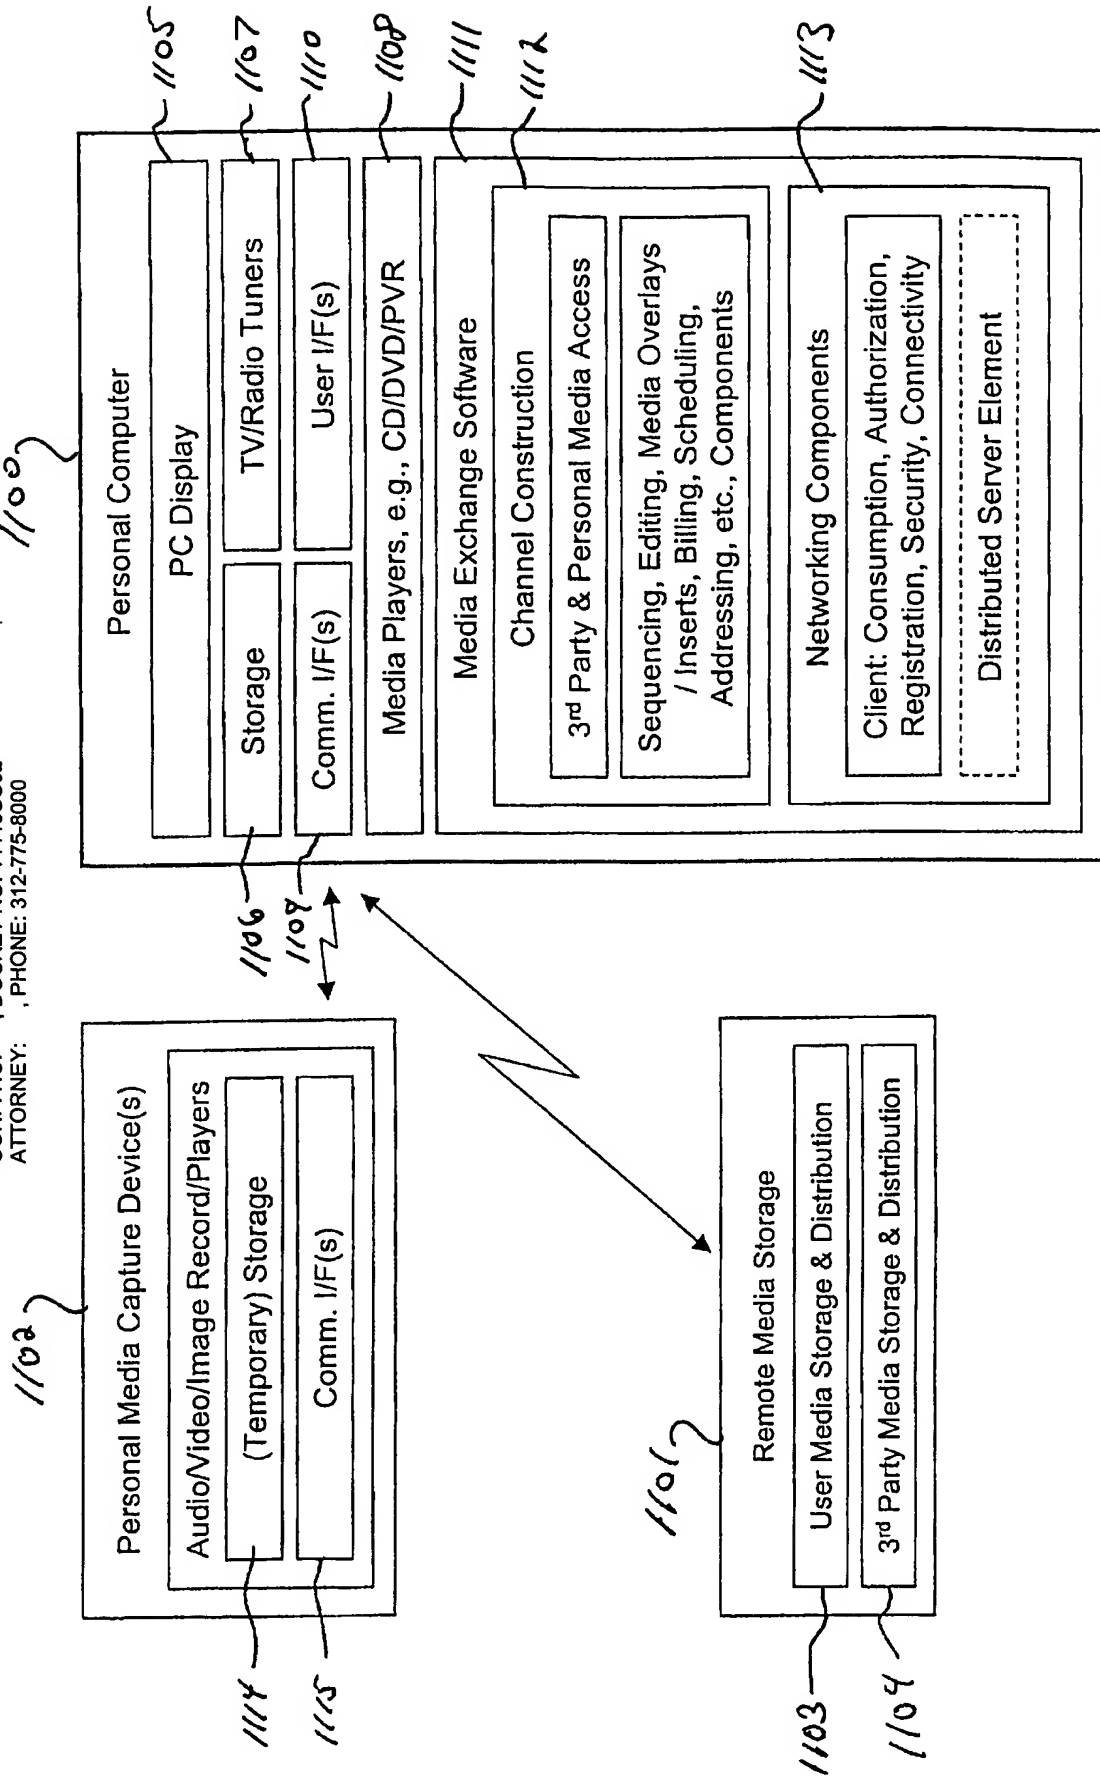 ATTORNEY: , PHONE: 312-775-8000
1102
Personal Media Capture Device(s)
Audio/Video/Image Record/Players
(Temporary) Storage
Comm. I/F(s)
1114
1115
1101
Remote Media Storage
User Media Storage & Distribution
3rd Party Media Storage & Distribution
1103
1104
1100
Personal Computer
1105
PC Display
1106
Storage
TV/Radio Tuners
1107
1109
Comm. I/F(s)
User I/F(s)
1110
Media Players, e.g., CD/DVD/PVR
1108
Media Exchange Software
1111
Channel Construction
1112
3rd Party & Personal Media Access
Sequencing, Editing, Media Overlays
/ Inserts, Billing, Scheduling,
Addressing, etc., Components
Networking Components
1113
Client: Consumption, Authorization,
Registration, Security, Connectivity
Distributed Server Element